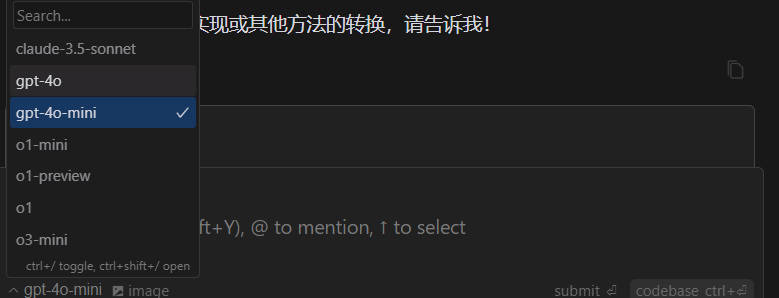 Search...
实现或其他方法的转换，请告诉我！
claude-3.5-sonnet
gpt-4o
gpt-4o-mini
o1-mini
o1-preview
o1
o3-mini
ft+Y), @ to mention, ↑ to select
ctrl+/ toggle, ctrl+shift+/ open
gpt-4o-mini image submit ⏎ codebase ctrl+⏎